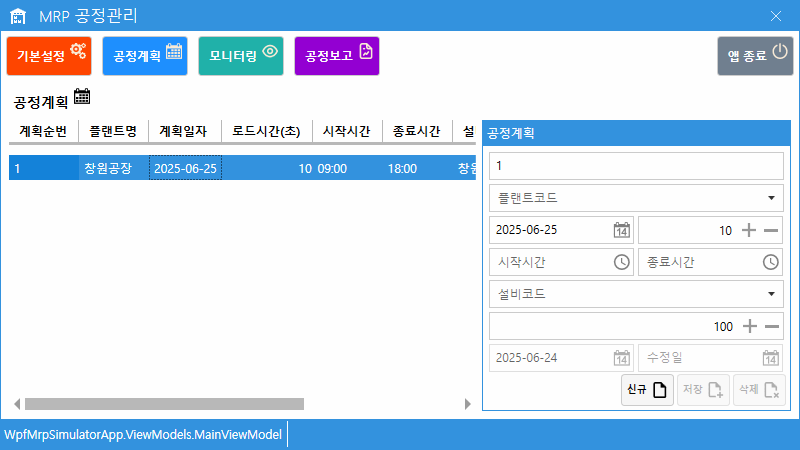 MRP 공정관리
기본설정 공정계획 모니터링 공정보고 앱 종료
공정계획
계획순번 플랜트명 계획일자 로드시간(초) 시작시간 종료시간 설
1 창원공장 2025-06-25 10 09:00 18:00 창원
공정계획
1
플랜트코드
2025-06-25 14 10
시작시간 종료시간
설비코드
100
2025-06-24 14 수정일 14
신규 저장 삭제
WpfMrpSimulatorApp.ViewModels.MainViewModel